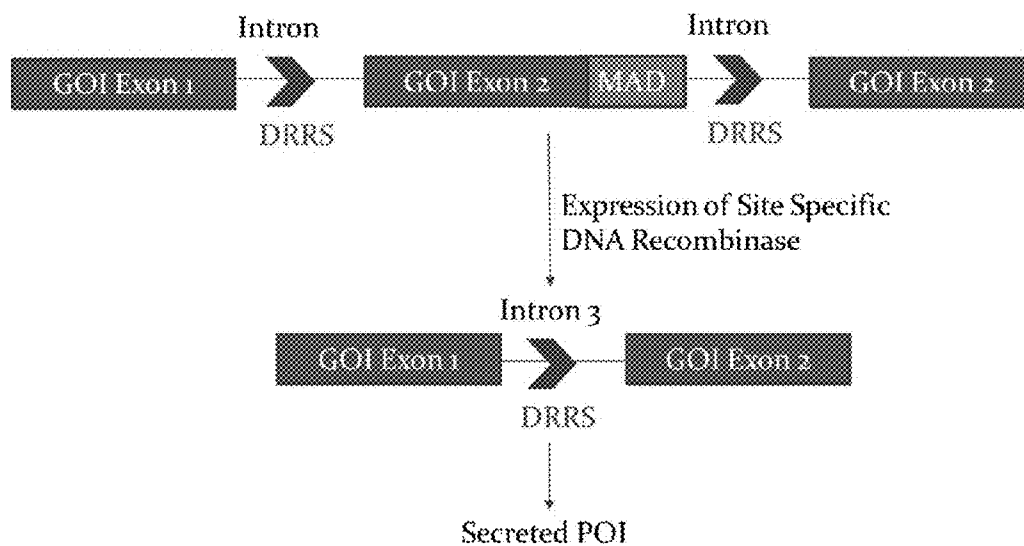 Intron
Intron
GOI Exon 1
GOI Exon 2
MAD
GOI Exon 2
DRRS
DRRS
Expression of Site Specific
DNA Recombinase
Intron 3
GOI Exon 1
GOI Exon 2
DRRS
Secreted POI